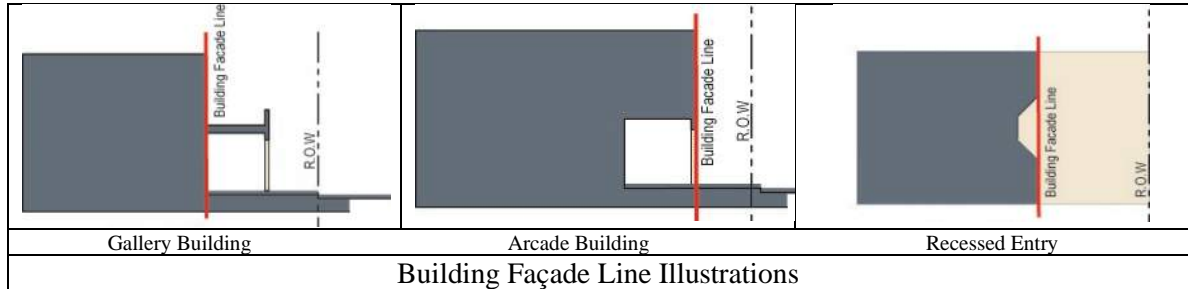 Building Facade Line
R.O.W
Building Facade Line
R.O.W
Building Facade Line
R.O.W
Gallery Building
Arcade Building
Recessed Entry
Building Façade Line Illustrations